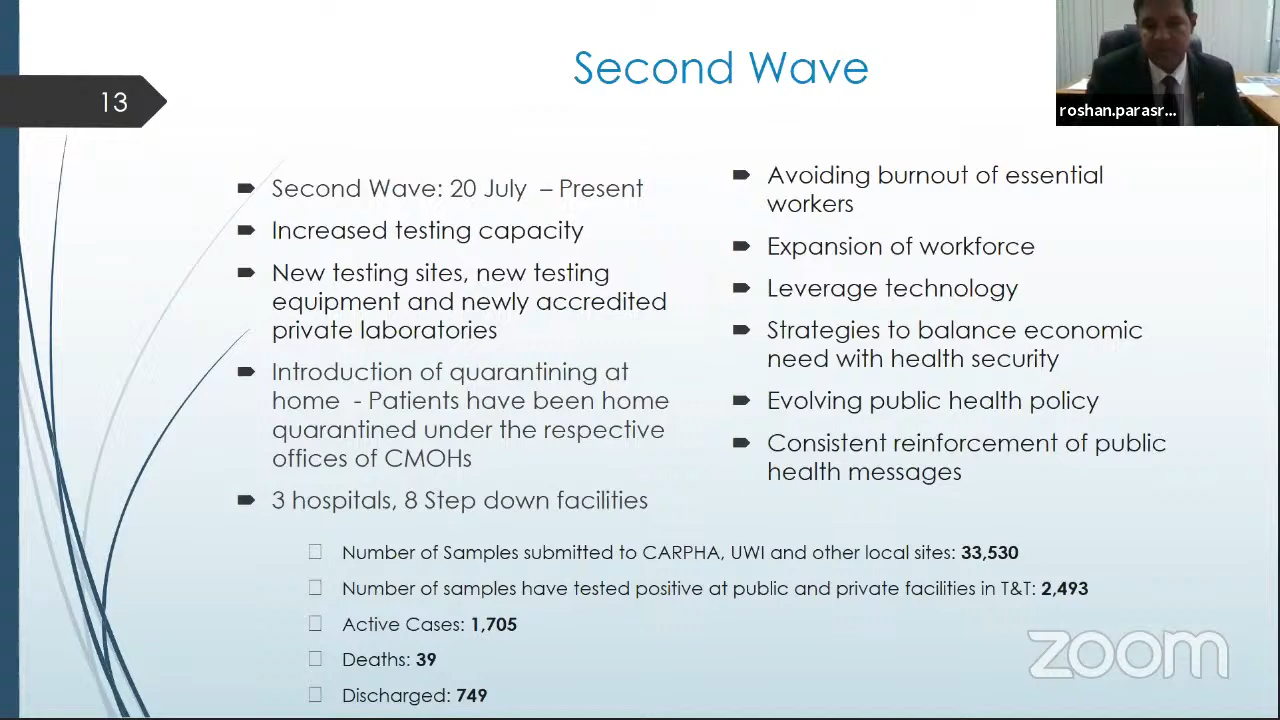 Second Wave
13
roshan.parasr...
Second Wave: 20 July – Present
Increased testing capacity
New testing sites, new testing
equipment and newly accredited
private laboratories
Introduction of quarantining at
home - Patients have been home
quarantined under the respective
offices of CMOHs
3 hospitals, 8 Step down facilities
Avoiding burnout of essential
workers
Expansion of workforce
Leverage technology
Strategies to balance economic
need with health security
Evolving public health policy
Consistent reinforcement of public
health messages
Number of Samples submitted to CARPHA, UWI and other local sites: 33,530
Number of samples have tested positive at public and private facilities in T&T: 2,493
Active Cases: 1,705
Deaths: 39
Discharged: 749
zoom